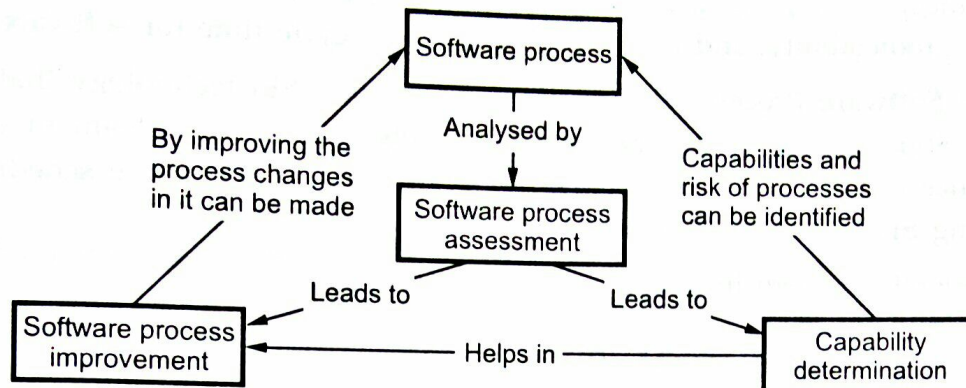 Software process
Analysed by
By improving the
process changes
in it can be made
Capabilities and
risk of processes
can be identified
Software process
assessment
Leads to
Leads to
Software process
improvement
Helps in
Capability
determination